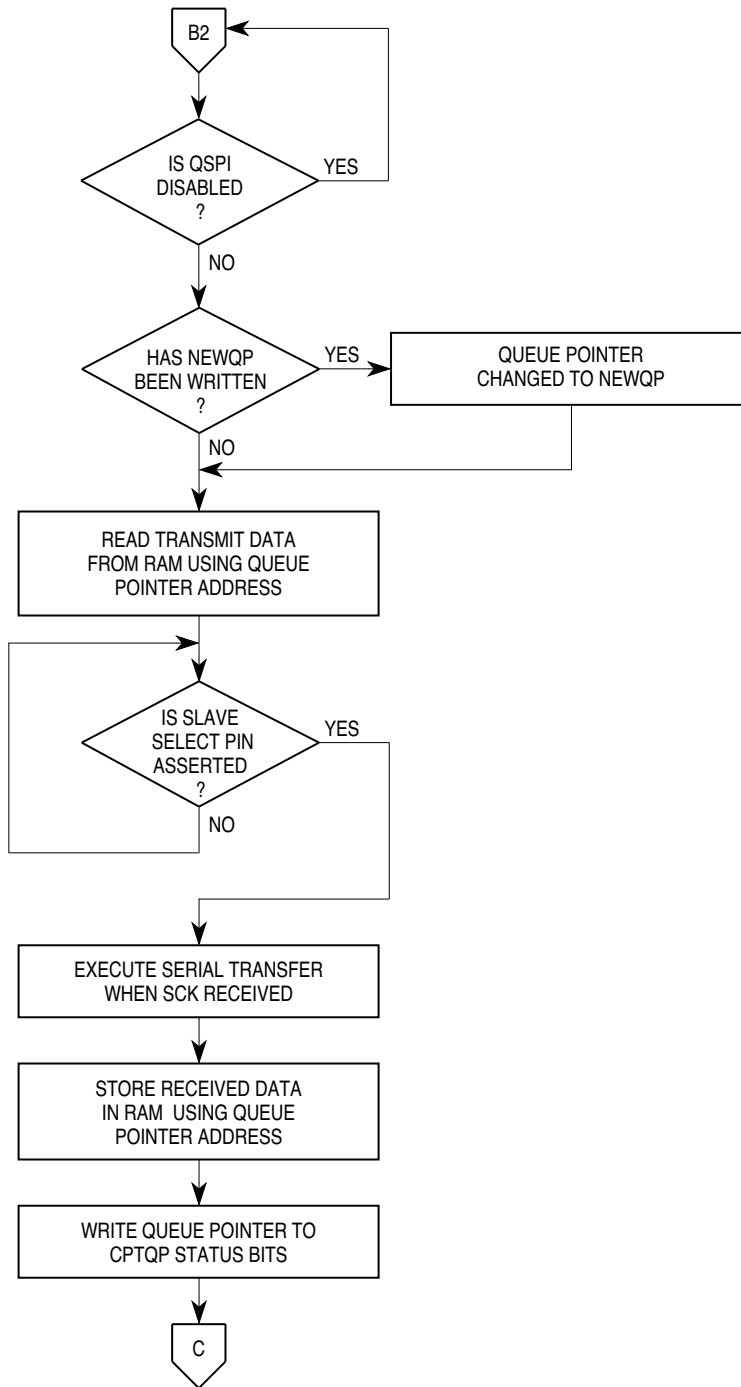 B2
IS QSPI
DISABLED
?
YES
NO
HAS NEWQP
BEEN WRITTEN
?
YES
QUEUE POINTER
CHANGED TO NEWQP
NO
READ TRANSMIT DATA
FROM RAM USING QUEUE
POINTER ADDRESS
IS SLAVE
SELECT PIN
ASSERTED
?
YES
NO
EXECUTE SERIAL TRANSFER
WHEN SCK RECEIVED
STORE RECEIVED DATA
IN RAM USING QUEUE
POINTER ADDRESS
WRITE QUEUE POINTER TO
CPTQP STATUS BITS
C